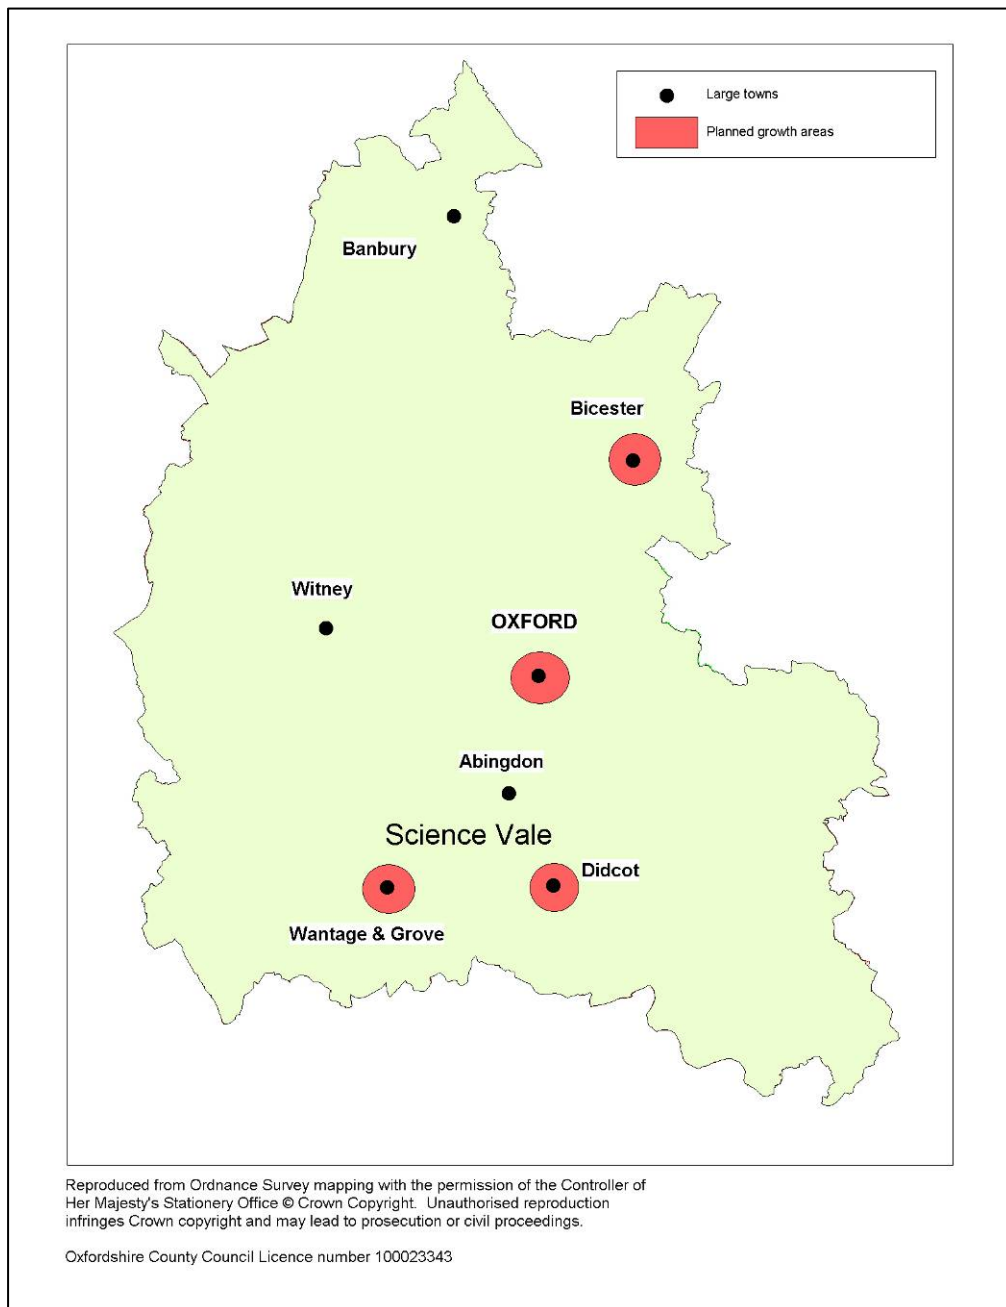 Large towns
Planned growth areas
Banbury
Bicester
Witney
OXFORD
Abingdon
Science Vale
Didcot
Wantage & Grove
Reproduced from Ordnance Survey mapping with the permission of the Controller of
Her Majesty's Stationery Office © Crown Copyright. Unauthorised reproduction
infringes Crown copyright and may lead to prosecution or civil proceedings.
Oxfordshire County Council Licence number 100023343